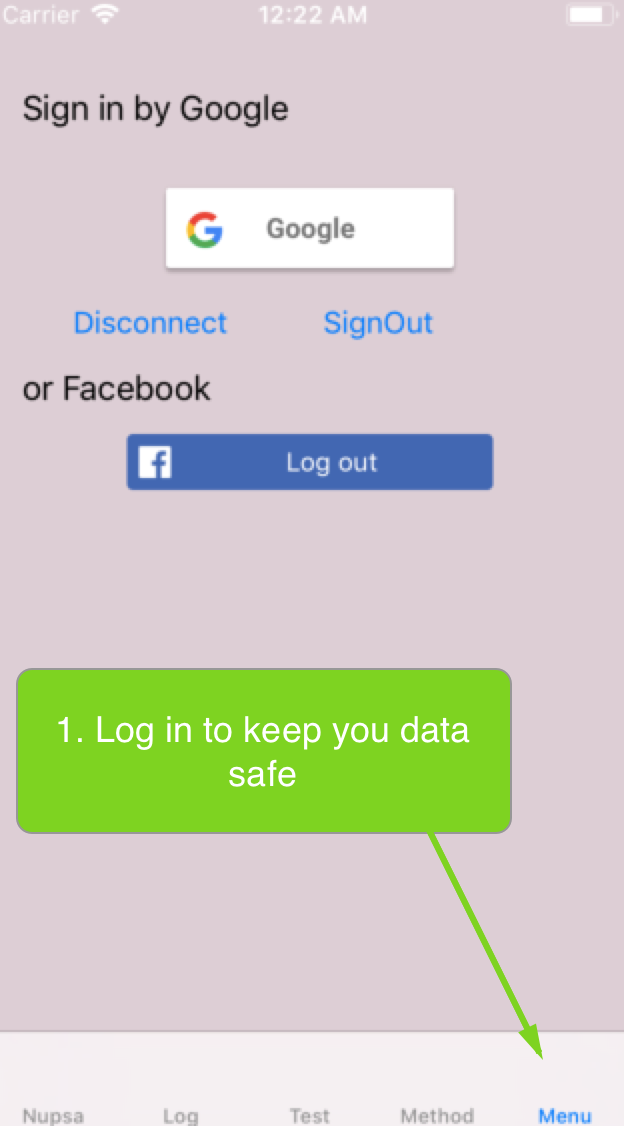 Carrier 12:22 AM
Sign in by Google
Google
Disconnect SignOut
or Facebook
Log out
1. Log in to keep you data
safe
Nupsa Log Test Method Menu